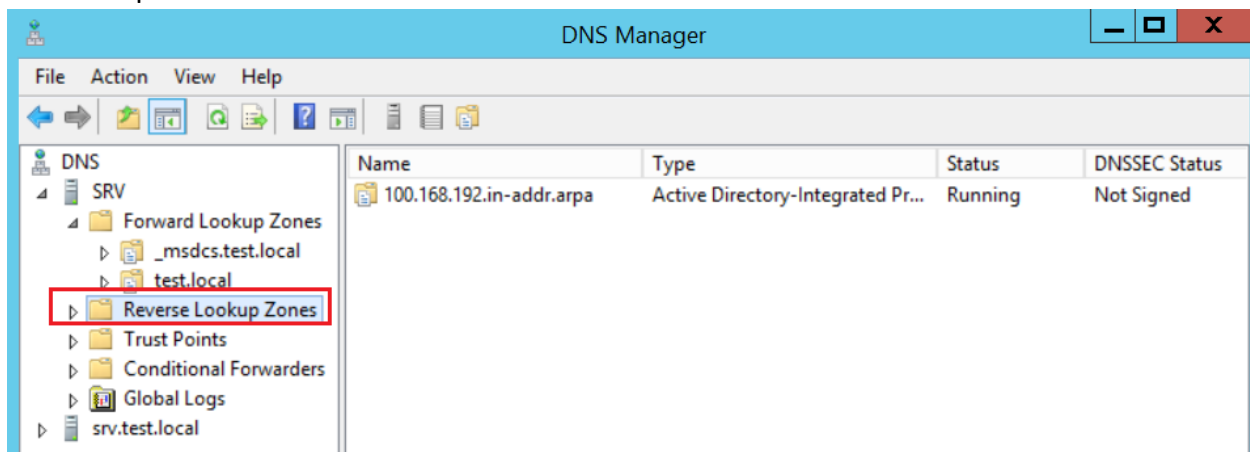 DNS Manager
File Action View Help
DNS
SRV
Forward Lookup Zones
_msdcs.test.local
test.local
Reverse Lookup Zones
Trust Points
Conditional Forwarders
Global Logs
srv.test.local
Name Type Status DNSSEC Status
100.168.192.in-addr.arpa Active Directory-Integrated Pr... Running Not Signed